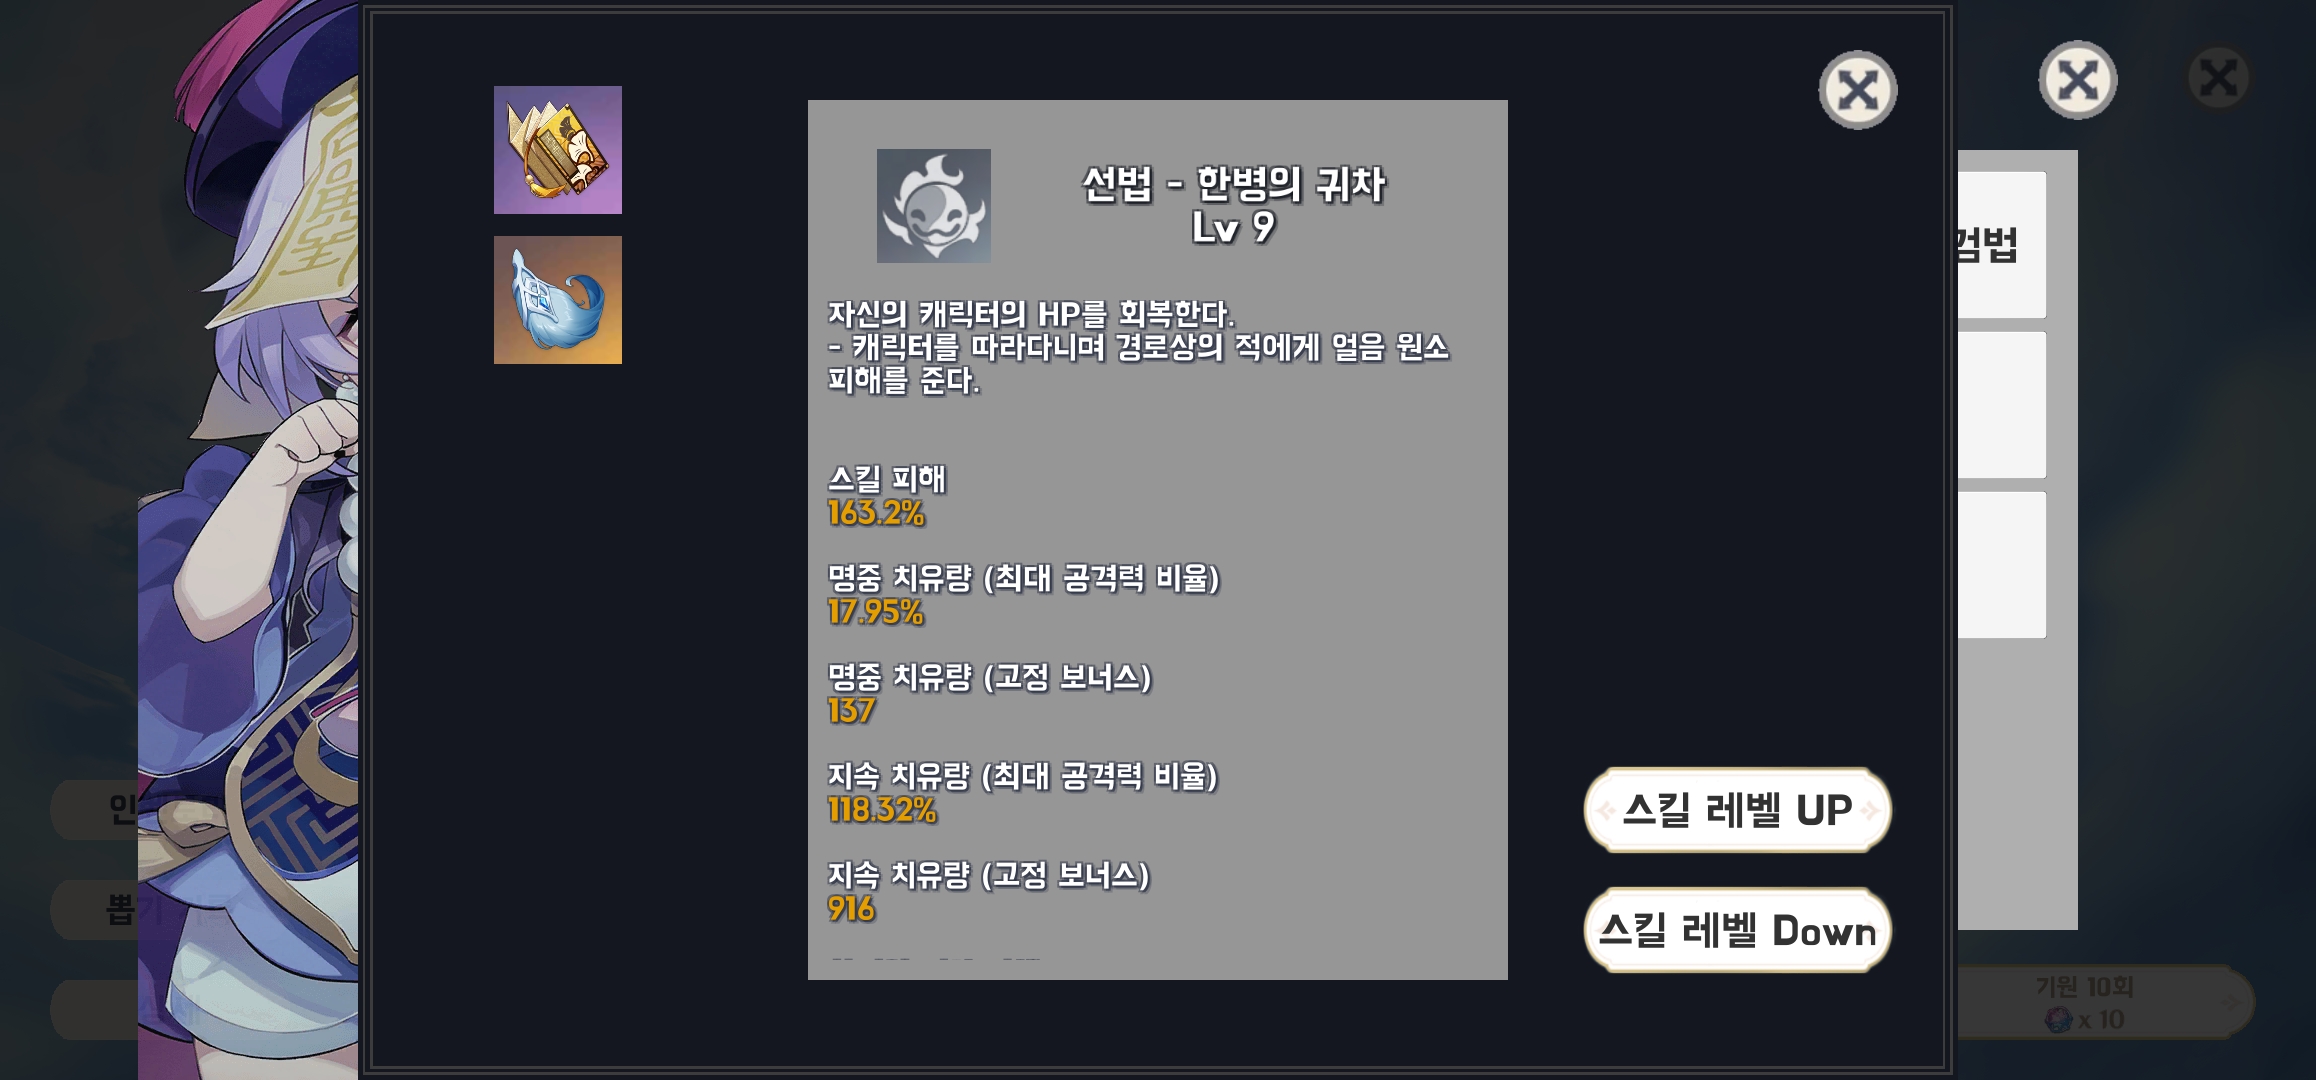 선법 - 한병의 귀차
Lv 9
자신의 캐릭터의 HP를 회복한다.
- 캐릭터를 따라다니며 경로상의 적에게 얼음 원소
피해를 준다.
스킬 피해
163.2%
명중 치유량 (최대 공격력 비율)
17.95%
명중 치유량 (고정 보너스)
137
지속 치유량 (최대 공격력 비율)
118.32%
지속 치유량 (고정 보너스)
916
스킬 레벨 UP
스킬 레벨 Down
검법
기원 10회
x 10